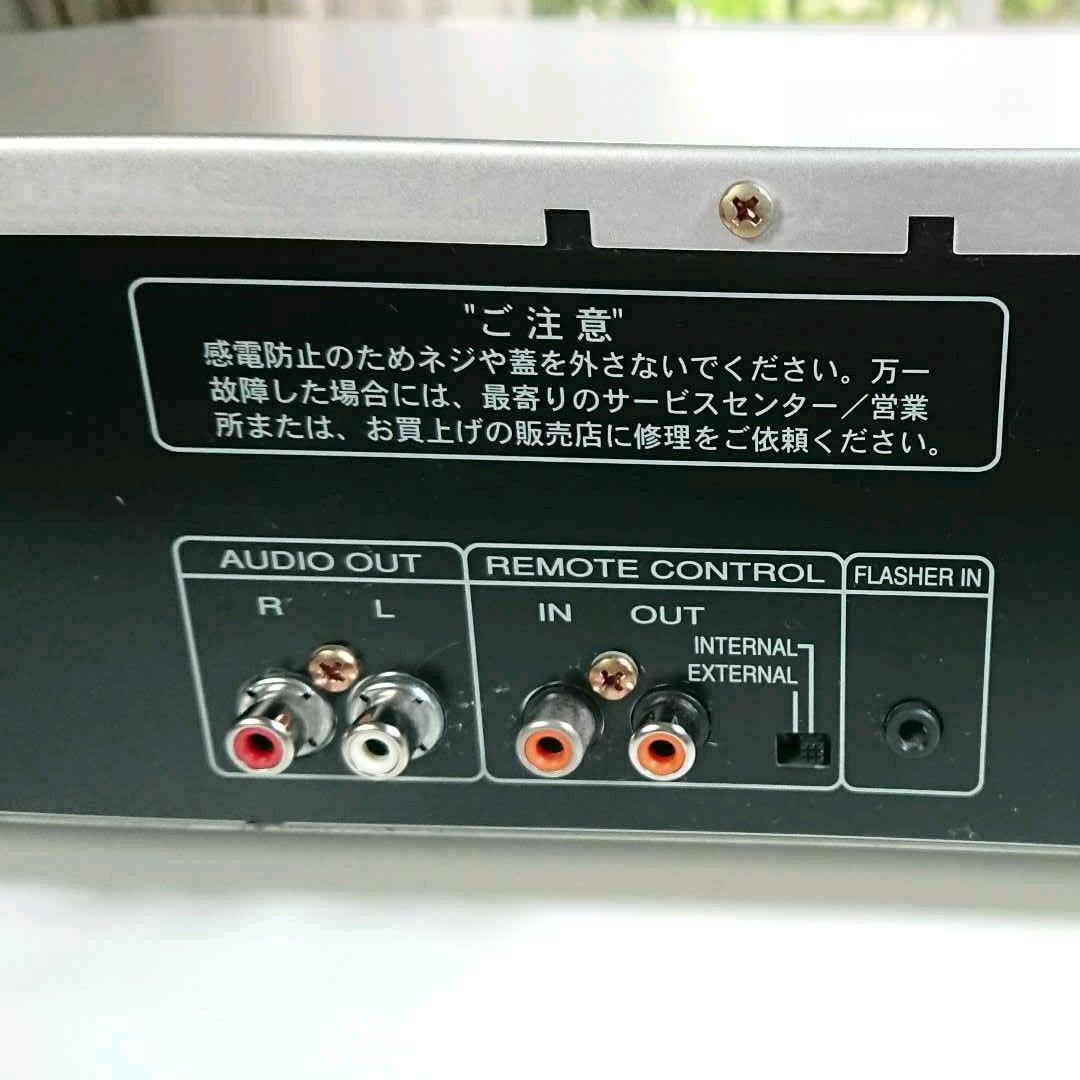 "ご注意"
感電防止のためネジや蓋を外さないでください。万一
故障した場合には、最寄りのサービスセンター／営業
所または、お買上げの販売店に修理をご依頼ください。
AUDIO OUT
R L
REMOTE CONTROL
IN OUT
INTERNAL
EXTERNAL
FLASHER IN